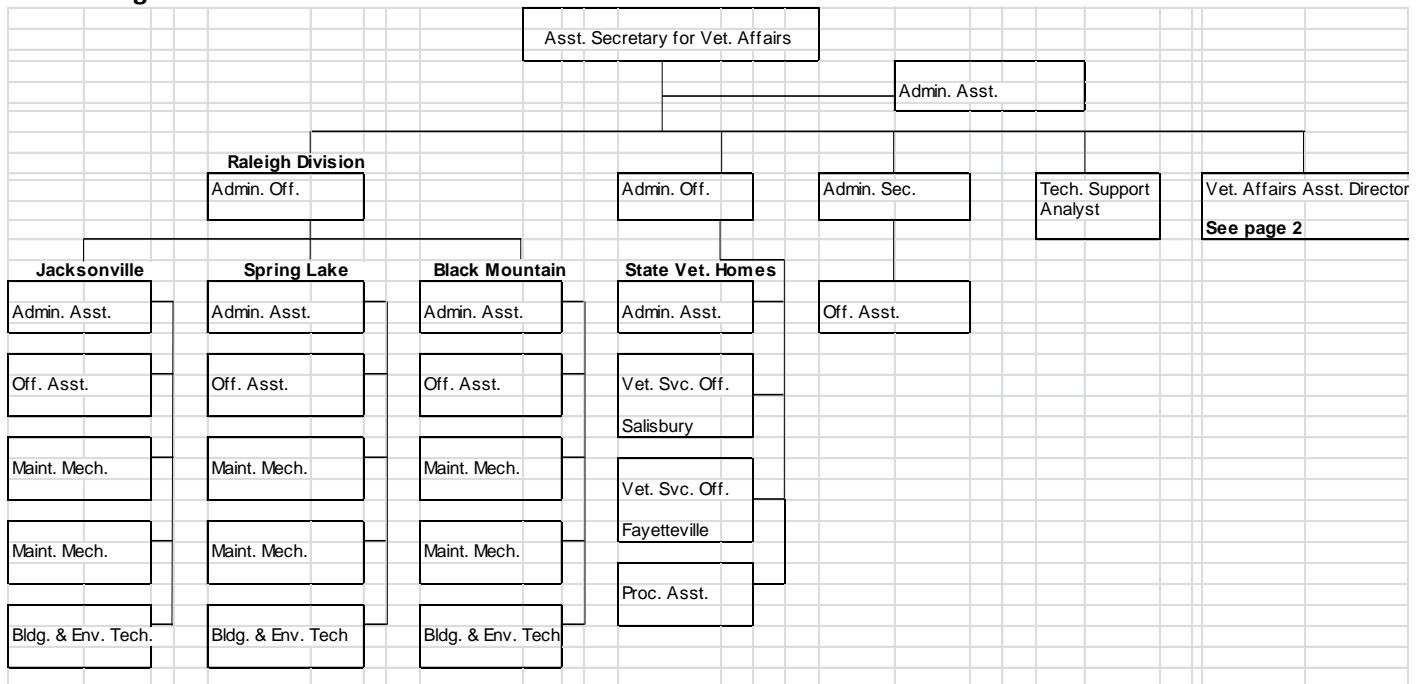 Asst. Secretary for Vet. Affairs
Admin. Asst.
Raleigh Division
Admin. Off.
Admin. Off.
Admin. Sec.
Tech. Support
Analyst
Vet. Affairs Asst. Director
See page 2
Jacksonville
Spring Lake
Black Mountain
State Vet. Homes
Admin. Asst.
Admin. Asst.
Admin. Asst.
Admin. Asst.
Off. Asst.
Off. Asst.
Off. Asst.
Off. Asst.
Vet. Svc. Off.
Salisbury
Maint. Mech.
Maint. Mech.
Maint. Mech.
Vet. Svc. Off.
Fayetteville
Maint. Mech.
Maint. Mech.
Maint. Mech.
Proc. Asst.
Bldg. & Env. Tech.
Bldg. & Env. Tech
Bldg. & Env. Tech